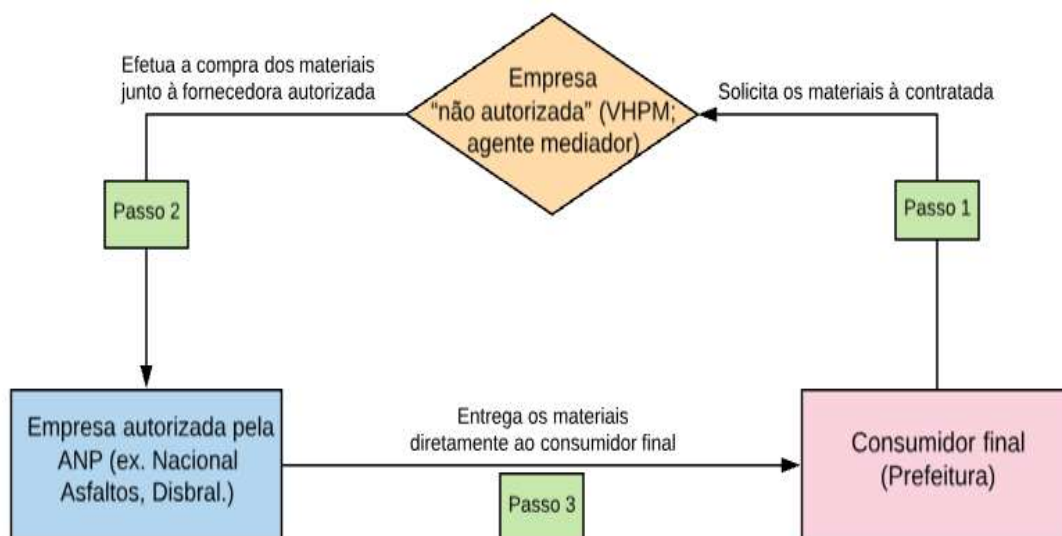 Efetua a compra dos materiais
junto à fornecedora autorizada
Empresa
“não autorizada” (VHPM;
agente mediador)
Solicita os materiais à contratada
Passo 2
Passo 1
Empresa autorizada pela
ANP (ex. Nacional
Asfaltos, Disbral.)
Entrega os materiais
diretamente ao consumidor final
Passo 3
Consumidor final
(Prefeitura)